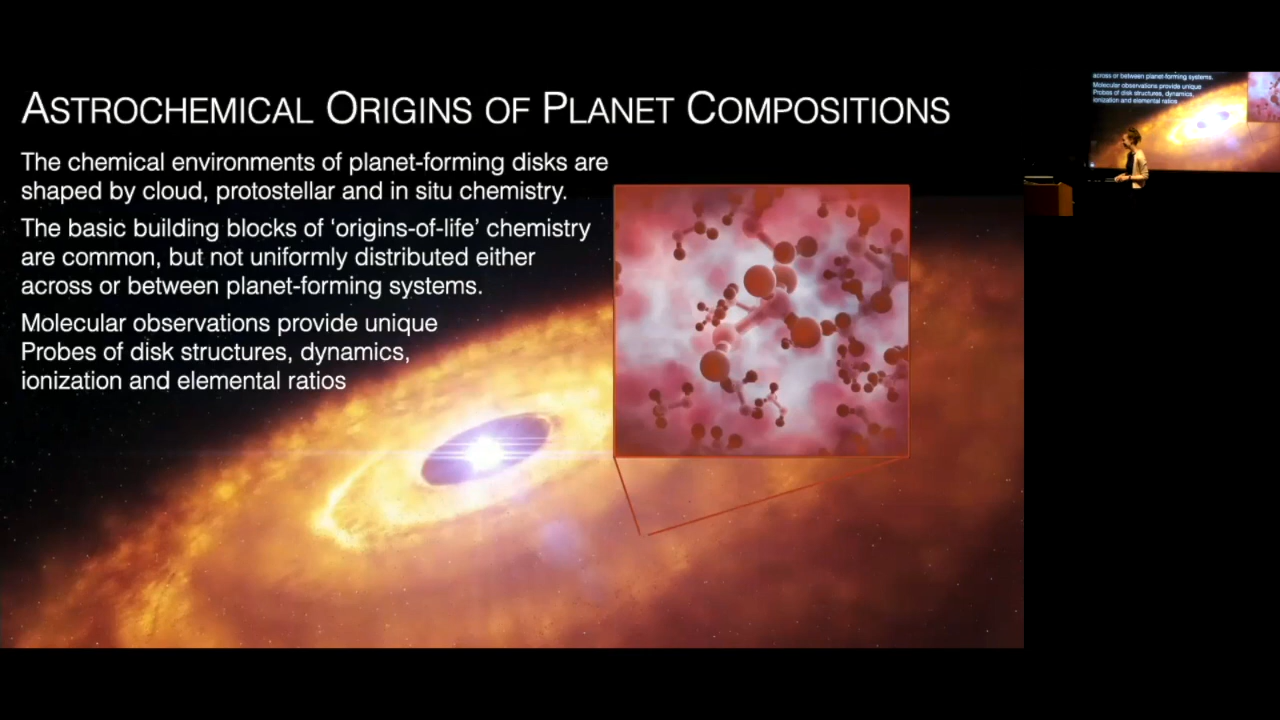 ASTROCHEMICAL ORIGINS OF PLANET COMPOSITIONS
The chemical environments of planet-forming disks are
shaped by cloud, protostellar and in situ chemistry.
The basic building blocks of ‘origins-of-life’ chemistry
are common, but not uniformly distributed either
across or between planet-forming systems.
Molecular observations provide unique
Probes of disk structures, dynamics,
ionization and elemental ratios
across or between planet-forming systems.
Molecular observations provide unique
Probes of disk structures, dynamics,
ionization and elemental ratios